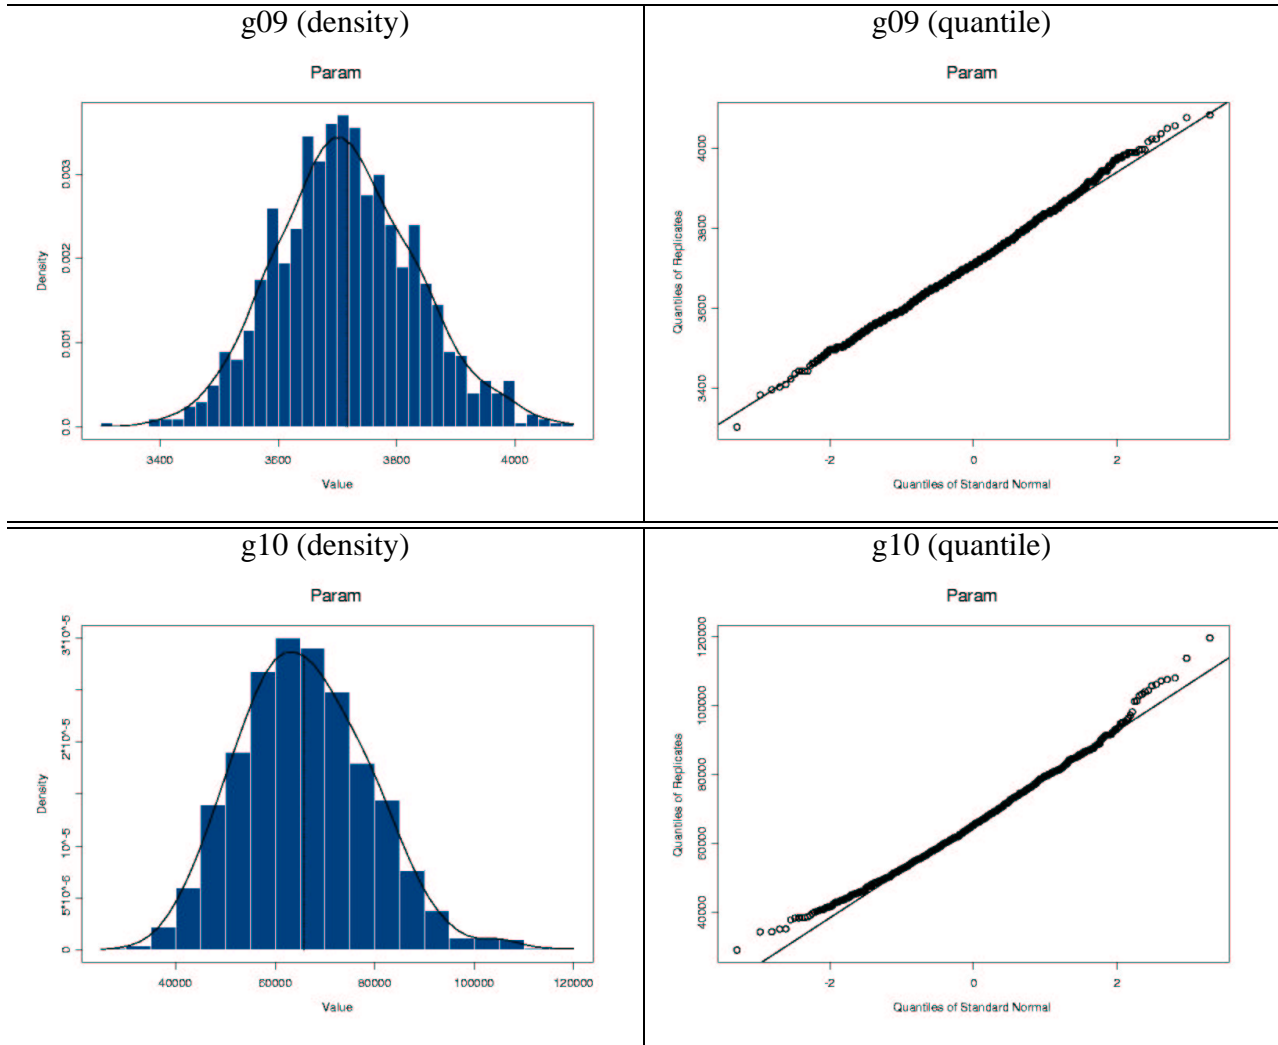 g09 (density)
g09 (quantile)
Param
Param
Density
0.0
0.001
0.002
0.003
3400
3600
3800
4000
Value
Quantiles of Replicates
3400
3600
3800
4000
-2
0
2
Quantiles of Standard Normal
g10 (density)
g10 (quantile)
Param
Param
Density
0
5*10^-6
10^-5
2*10^-5
3*10^-5
40000
60000
80000
100000
120000
Value
Quantiles of Replicates
40000
60000
80000
100000
120000
-2
0
2
Quantiles of Standard Normal